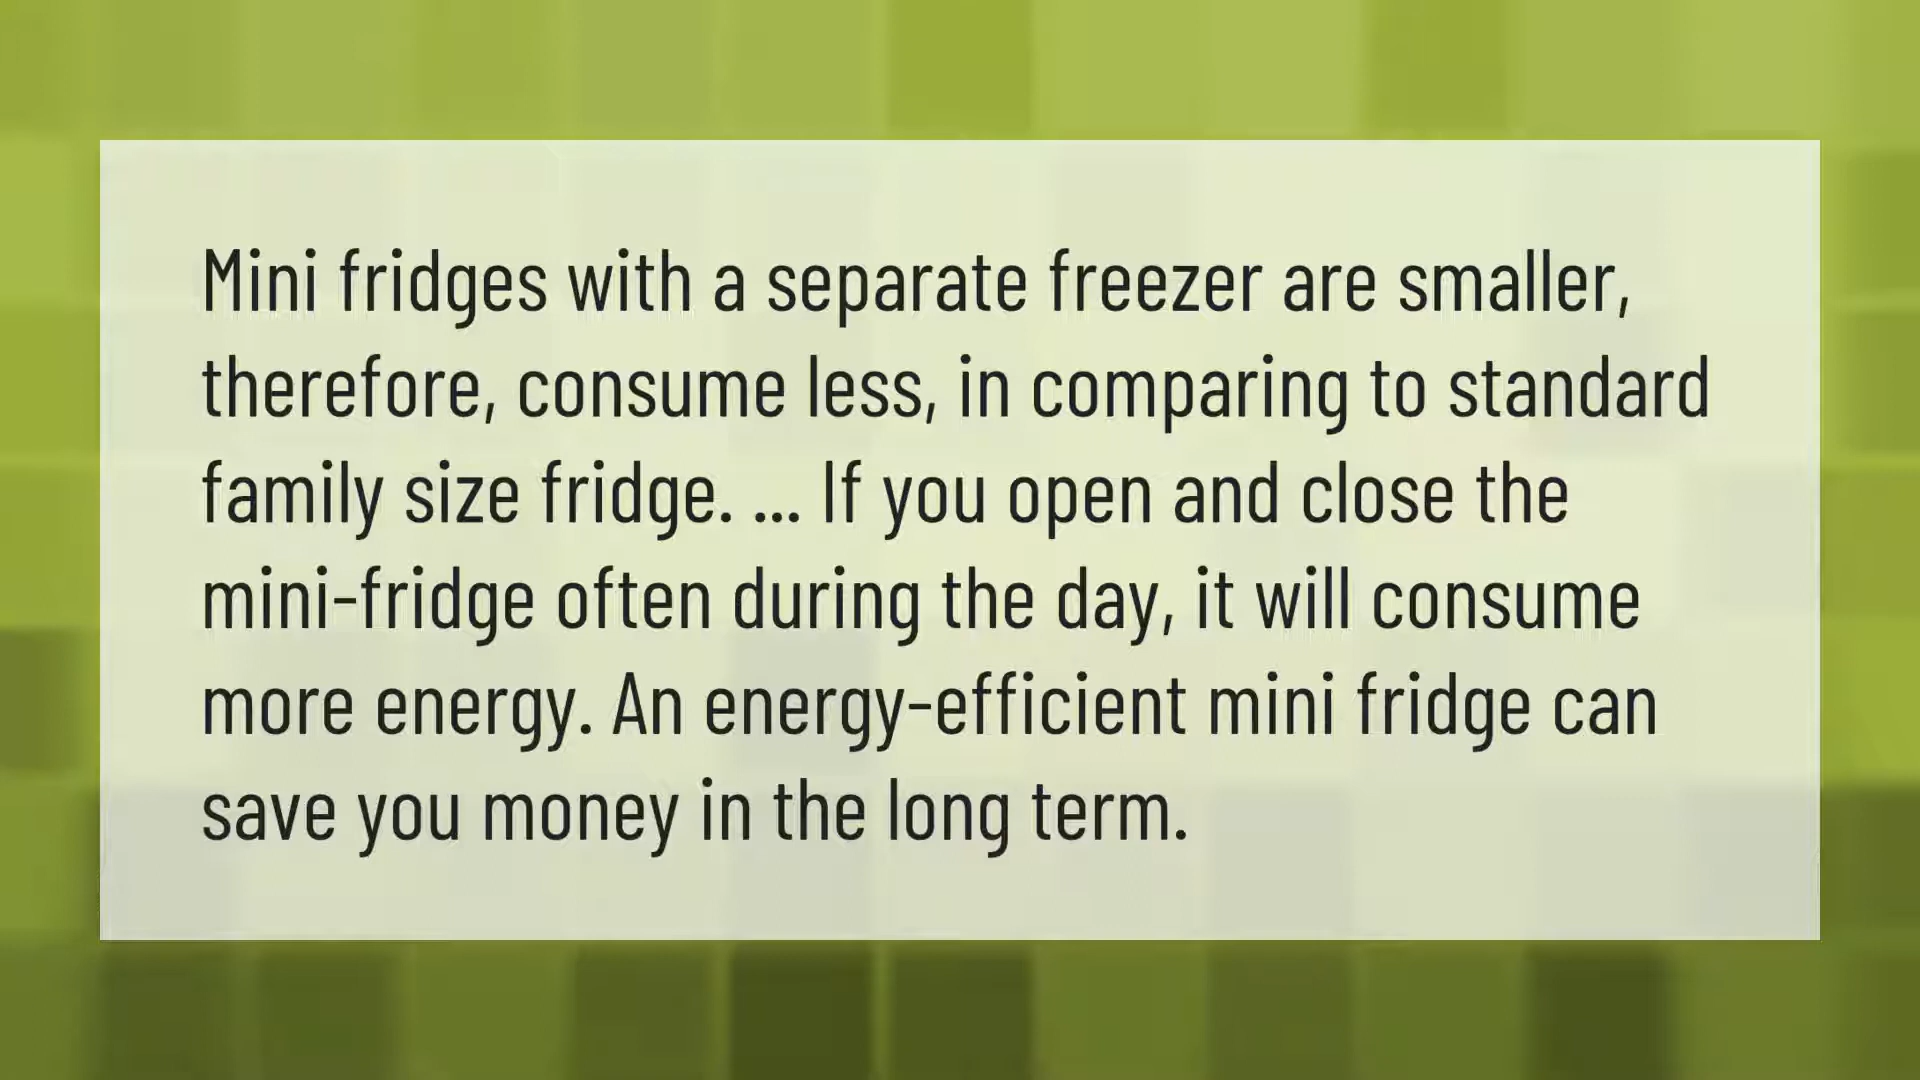 Mini fridges with a separate freezer are smaller,
therefore, consume less, in comparing to standard
family size fridge. ... If you open and close the
mini-fridge often during the day, it will consume
more energy. An energy-efficient mini fridge can
save you money in the long term.